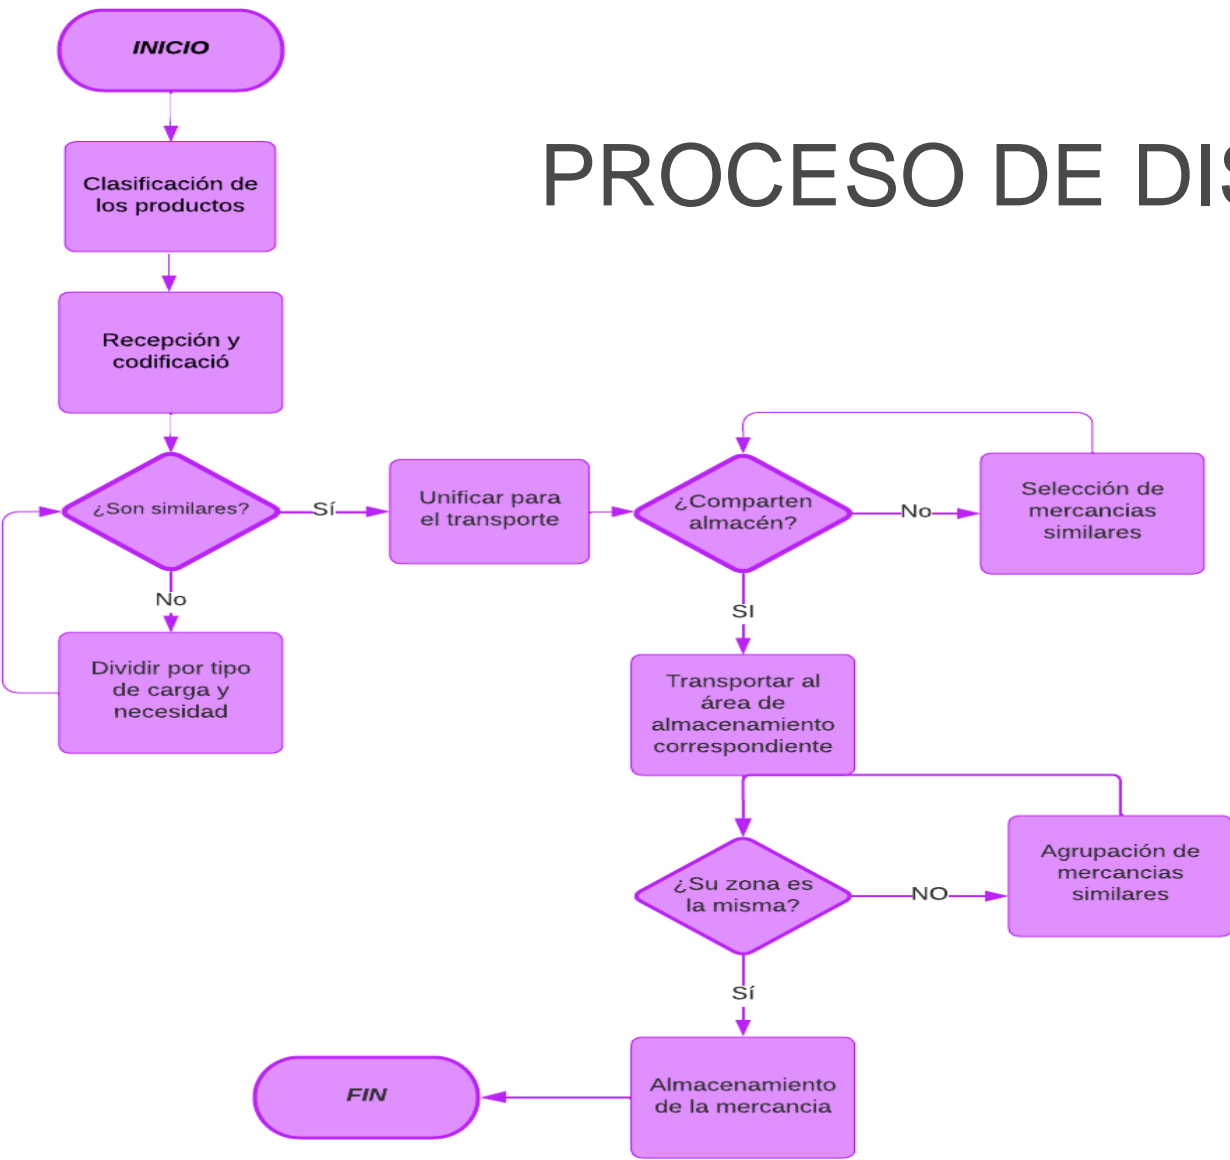 INICIO
PROCESO DE DIS
Clasificación de
los productos
Recepción y
codificació
¿Son similares?
Sí
Unificar para
el transporte
¿Comparten
almacén?
No
Selección de
mercancias
similares
No
Dividir por tipo
de carga y
necesidad
SI
Transportar al
área de
almacenamiento
correspondiente
¿Su zona es
la misma?
NO
Agrupación de
mercancias
similares
Sí
Almacenamiento
de la mercancia
FIN